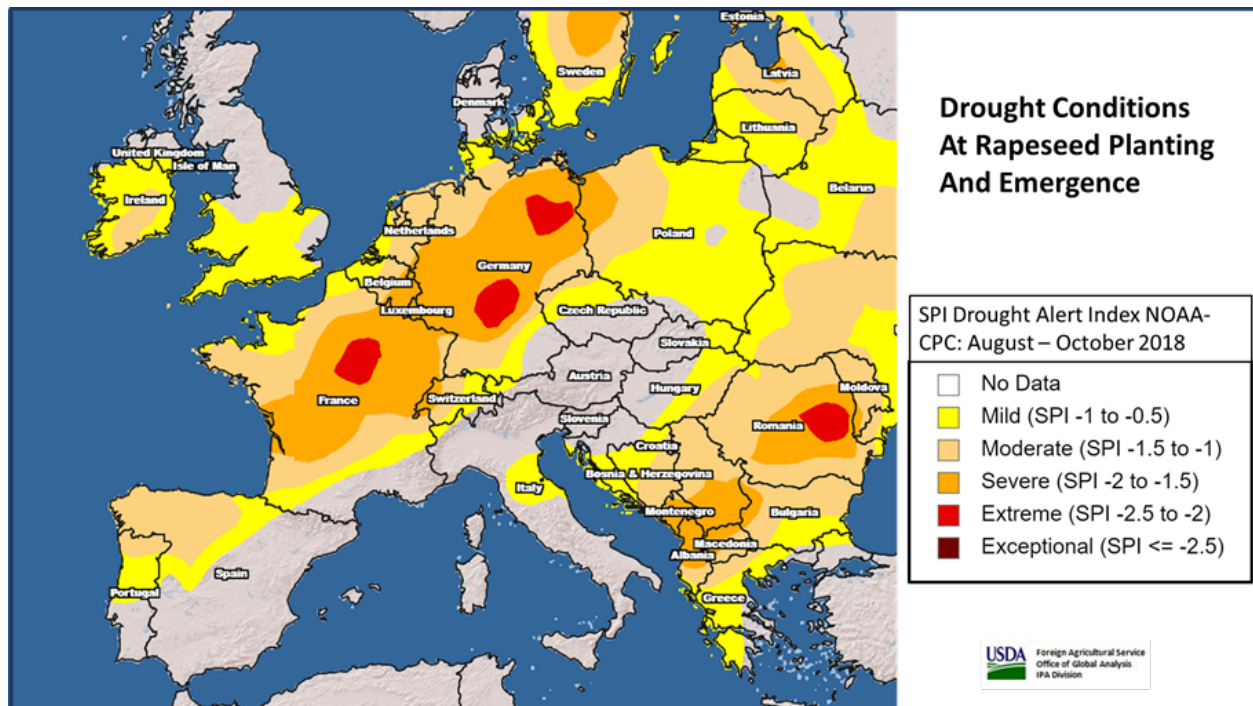 Estonia
Sweden
Latvia
Denmark
Lithuania
United Kingdom
Isle of Man
Belarus
Ireland
Netherlands
Poland
Germany
Belgium
Luxembourg
Czech Republic
Slovakia
Austria
Hungary
Moldova
France
Switzerland
Slovenia
Romania
Croatia
Bosnia & Herzegovina
Italy
Montenegro
Bulgaria
Macedonia
Albania
Spain
Portugal
Greece
Drought Conditions
At Rapeseed Planting
And Emergence
SPI Drought Alert Index NOAA-
CPC: August – October 2018
No Data
Mild (SPI -1 to -0.5)
Moderate (SPI -1.5 to -1)
Severe (SPI -2 to -1.5)
Extreme (SPI -2.5 to -2)
Exceptional (SPI <= -2.5)
USDA
Foreign Agricultural Service
Office of Global Analysis
IPA Division